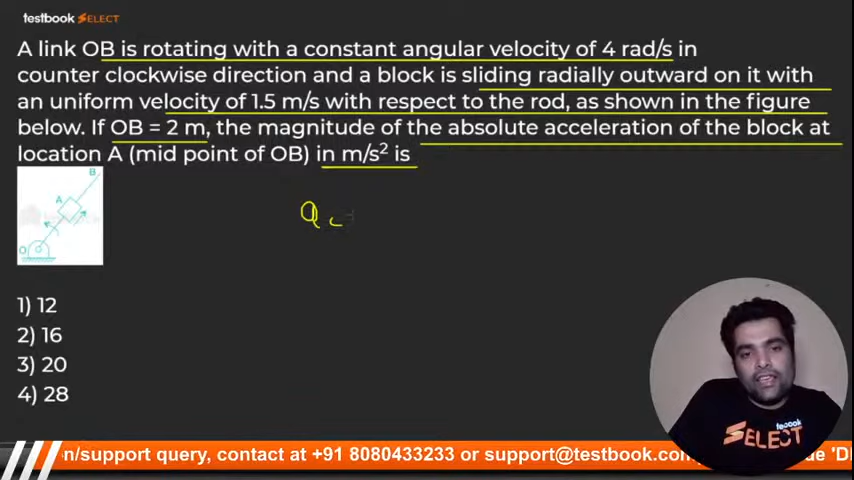 testbook SELECT
A link OB is rotating with a constant angular velocity of 4 rad/s in
counter clockwise direction and a block is sliding radially outward on it with
an uniform velocity of 1.5 m/s with respect to the rod, as shown in the figure
below. If OB = 2 m, the magnitude of the absolute acceleration of the block at
location A (mid point of OB) in m/s² is
B
A
O
1) 12
2) 16
3) 20
4) 28
testbook
SELECT
n/support query, contact at +91 8080433233 or support@testbook.com